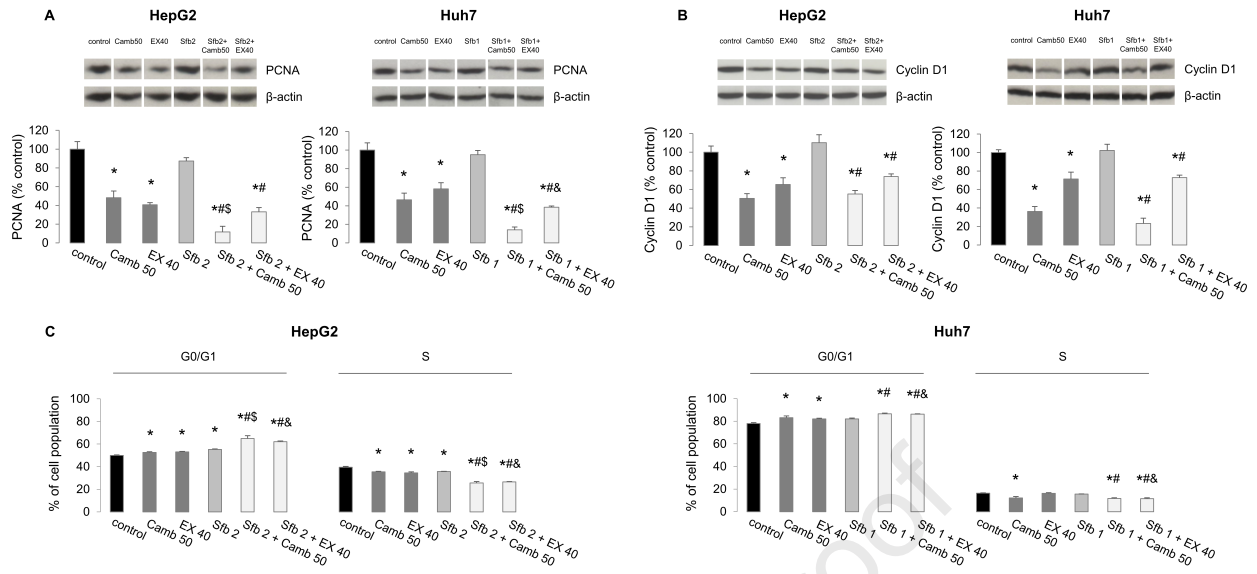 A
HepG2
Huh7
control Camb50 EX40 Sfb2 Sfb2+ Camb50 Sfb2+ EX40
PCNA
β-actin
control Camb50 EX40 Sfb1 Sfb1+ Camb50 Sfb1+ EX40
PCNA
β-actin
PCNA (% control)
120
100
80
60
40
20
0
* * *#$ *#
control Camb 50 EX 40 Sfb 2 Sfb 2 + Camb 50 Sfb 2 + EX 40
PCNA (% control)
120
100
80
60
40
20
0
* * *#$ *#&
control Camb 50 EX 40 Sfb 1 Sfb 1 + Camb 50 Sfb 1 + EX 40
B
HepG2
Huh7
control Camb50 EX40 Sfb2 Sfb2+ Camb50 Sfb2+ EX40
Cyclin D1
β-actin
control Camb50 EX40 Sfb1 Sfb1+ Camb50 Sfb1+ EX40
Cyclin D1
β-actin
Cyclin D1 (% control)
120
100
80
60
40
20
0
* * *# *#
control Camb 50 EX 40 Sfb 2 Sfb 2 + Camb 50 Sfb 2 + EX 40
Cyclin D1 (% control)
120
100
80
60
40
20
0
* * *# *#
control Camb 50 EX 40 Sfb 1 Sfb 1 + Camb 50 Sfb 1 + EX 40
C
HepG2
G0/G1
S
% of cell population
100
80
60
40
20
0
* * * *#$ *#&
control Camb 50 EX 40 Sfb 2 Sfb 2 + Camb 50 Sfb 2 + EX 40
* * * *#$ *#&
control Camb 50 EX 40 Sfb 2 Sfb 2 + Camb 50 Sfb 2 + EX 40
Huh7
G0/G1
S
% of cell population
100
80
60
40
20
0
* * *# *#&
control Camb 50 EX 40 Sfb 1 Sfb 1 + Camb 50 Sfb 1 + EX 40
* *# *#&
control Camb 50 EX 40 Sfb 1 Sfb 1 + Camb 50 Sfb 1 + EX 40